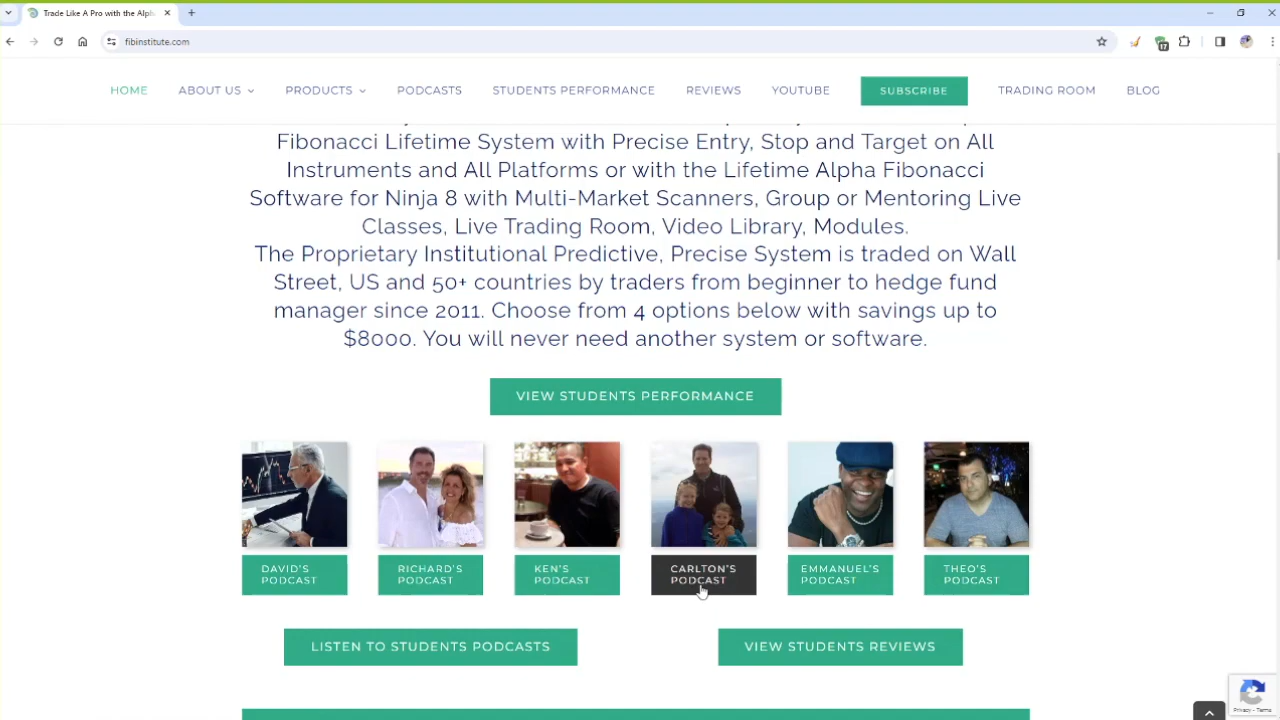 Trade Like A Pro with the Alph
fibinstitute.com
17
HOME ABOUT US PRODUCTS PODCASTS STUDENTS PERFORMANCE REVIEWS YOUTUBE SUBSCRIBE TRADING ROOM BLOG
Fibonacci Lifetime System with Precise Entry, Stop and Target on All
Instruments and All Platforms or with the Lifetime Alpha Fibonacci
Software for Ninja 8 with Multi-Market Scanners, Group or Mentoring Live
Classes, Live Trading Room, Video Library, Modules.
The Proprietary Institutional Predictive, Precise System is traded on Wall
Street, US and 50+ countries by traders from beginner to hedge fund
manager since 2011. Choose from 4 options below with savings up to
$8000. You will never need another system or software.
VIEW STUDENTS PERFORMANCE
DAVID'S
PODCAST
RICHARD'S
PODCAST
KEN'S
PODCAST
CARLTON'S
PODCAST
EMMANUEL'S
PODCAST
THEO'S
PODCAST
LISTEN TO STUDENTS PODCASTS
VIEW STUDENTS REVIEWS
Privacy - Terms